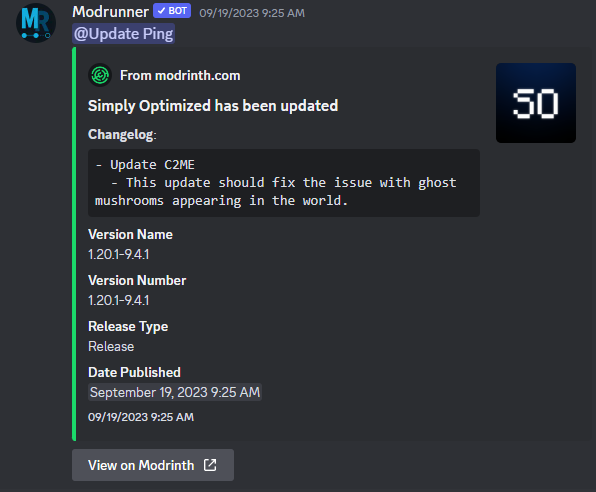 MR
Modrunner ✓ BOT 09/19/2023 9:25 AM
@Update Ping
From modrinth.com
SO
Simply Optimized has been updated
Changelog:
- Update C2ME
- This update should fix the issue with ghost
mushrooms appearing in the world.
Version Name
1.20.1-9.4.1
Version Number
1.20.1-9.4.1
Release Type
Release
Date Published
September 19, 2023 9:25 AM
09/19/2023 9:25 AM
View on Modrinth